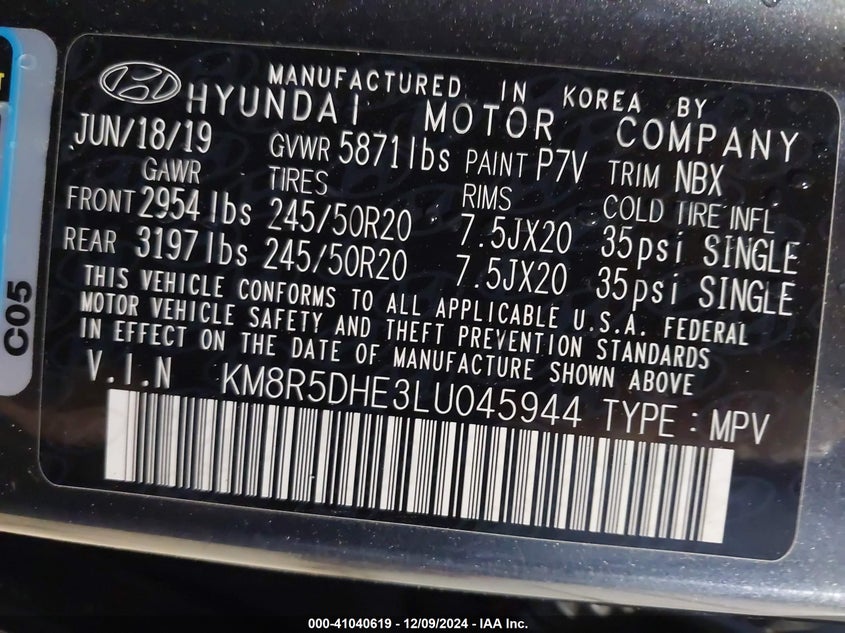 MANUFACTURED IN KOREA BY
HYUNDAI MOTOR COMPANY
JUN/18/19 GVWR 5871lbs PAINT P7V TRIM NBX
GAWR TIRES RIMS COLD TIRE INFL
FRONT 2954lbs 245/50R20 7.5JX20 35psi SINGLE
REAR 3197lbs 245/50R20 7.5JX20 35psi SINGLE
THIS VEHICLE CONFORMS TO ALL APPLICABLE U.S.A. FEDERAL
MOTOR VEHICLE SAFETY AND THEFT PREVENTION STANDARDS
IN EFFECT ON THE DATE OF MANUFACTURE SHOWN ABOVE
V.I.N KM8R5DHE3LU045944 TYPE : MPV
C05
000-41040619 - 12/09/2024 - IAA Inc.